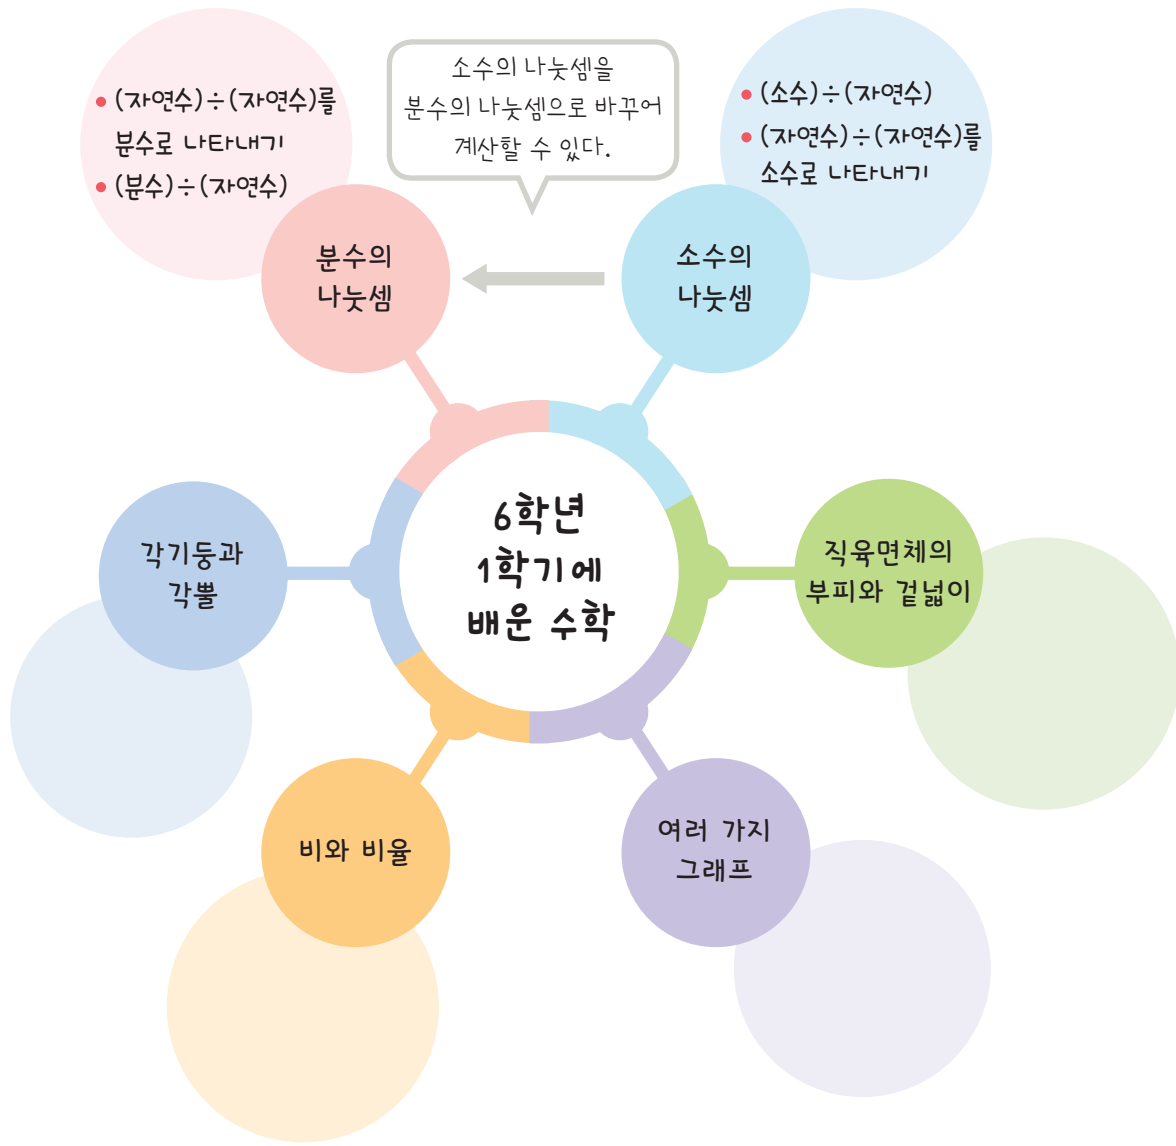 • (자연수)÷(자연수)를
분수로 나타내기
• (분수)÷(자연수)
소수의 나눗셈을
분수의 나눗셈으로 바꾸어
계산할 수 있다.
• (소수)÷(자연수)
• (자연수)÷(자연수)를
소수로 나타내기
분수의
나눗셈
소수의
나눗셈
6학년
1학기에
배운 수학
각기둥과
각뿔
직육면체의
부피와 겉넓이
비와 비율
여러 가지
그래프